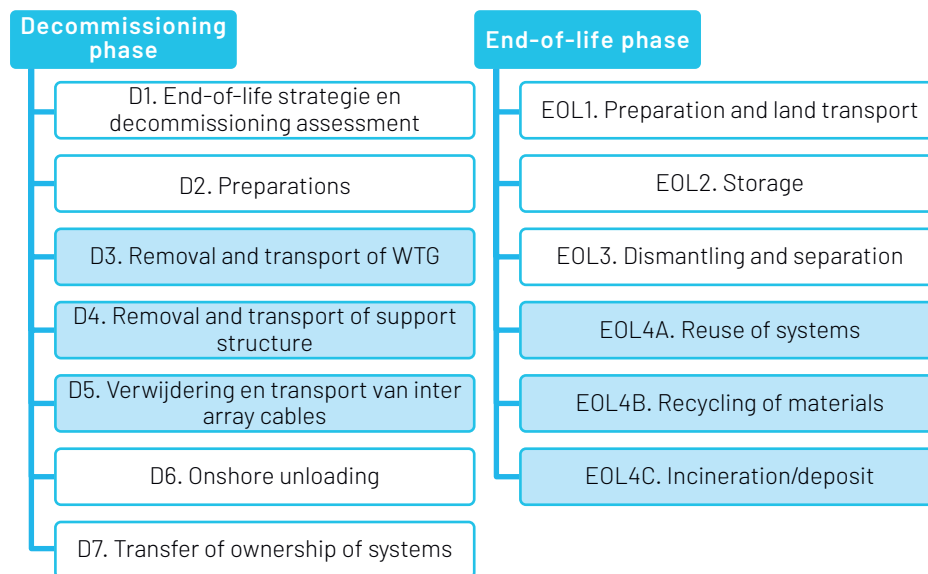 Decommissioning
phase
D1. End-of-life strategie en
decommissioning assessment
D2. Preparations
D3. Removal and transport of WTG
D4. Removal and transport of support
structure
D5. Verwijdering en transport van inter
array cables
D6. Onshore unloading
D7. Transfer of ownership of systems
End-of-life phase
EOL1. Preparation and land transport
EOL2. Storage
EOL3. Dismantling and separation
EOL4A. Reuse of systems
EOL4B. Recycling of materials
EOL4C. Incineration/deposit